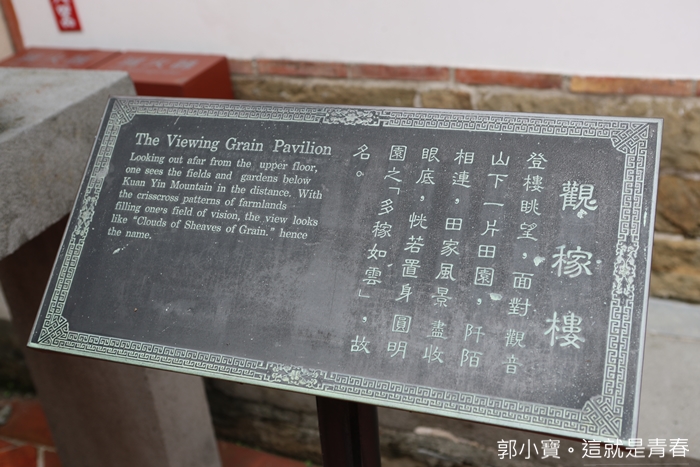 The Viewing Grain Pavilion
Looking out afar from the upper floor,
one sees the fields and gardens below
Kuan Yin Mountain in the distance. With
the crisscross patterns of farmlands
filling one's field of vision, the view looks
like "Clouds of Sheaves of Grain." hence
the name.
觀稼樓
登樓眺望，面對觀音
山下一片田園，阡陌
相連，田家風景盡收
眼底，恍若置身圓明
園之「多稼如雲」，故
名。
郭小寶。這就是青春